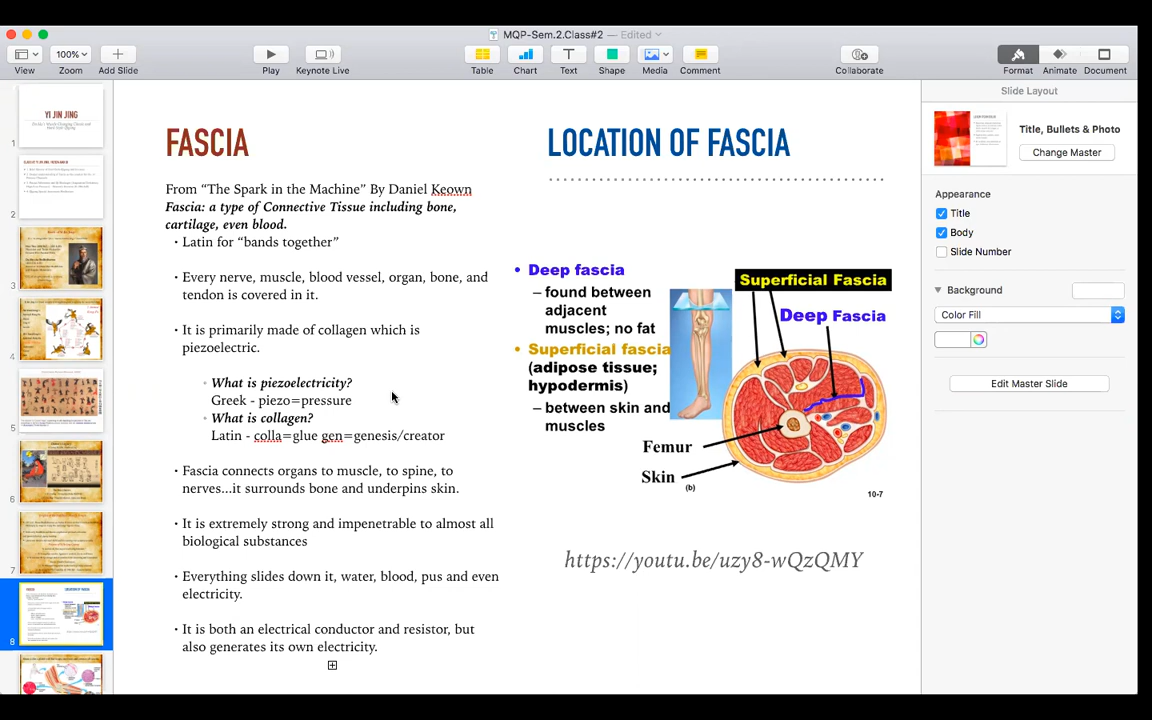 MQP-Sem.2.Class#2 — Edited
100%
View
Zoom
Add Slide
Play
Keynote Live
Table
Chart
Text
Shape
Media
Comment
Collaborate
Format
Animate
Document
YI JIN JING
1
2
3
4
5
6
7
8
FASCIA
From “The Spark in the Machine” By Daniel Keown
Fascia: a type of Connective Tissue including bone,
cartilage, even blood.
• Latin for “bands together”
• Every nerve, muscle, blood vessel, organ, bone, and
tendon is covered in it.
• It is primarily made of collagen which is
piezoelectric.
• What is piezoelectricity?
Greek - piezo=pressure
• What is collagen?
Latin - colla=glue gen=genesis/creator
• Fascia connects organs to muscle, to spine, to
nerves...it surrounds bone and underpins skin.
• It is extremely strong and impenetrable to almost all
biological substances
• Everything slides down it, water, blood, pus and even
electricity.
• It is both an electrical conductor and resistor, but
also generates its own electricity.
LOCATION OF FASCIA
• Deep fascia
– found between
adjacent
muscles; no fat
• Superficial fascia
(adipose tissue;
hypodermis)
– between skin and
muscles
Superficial Fascia
Deep Fascia
Femur
Skin
(b)
10-7
https://youtu.be/uzy8-wQzQMY
Slide Layout
Title, Bullets & Photo
Change Master
Appearance
Title
Body
Slide Number
Background
Color Fill
Edit Master Slide